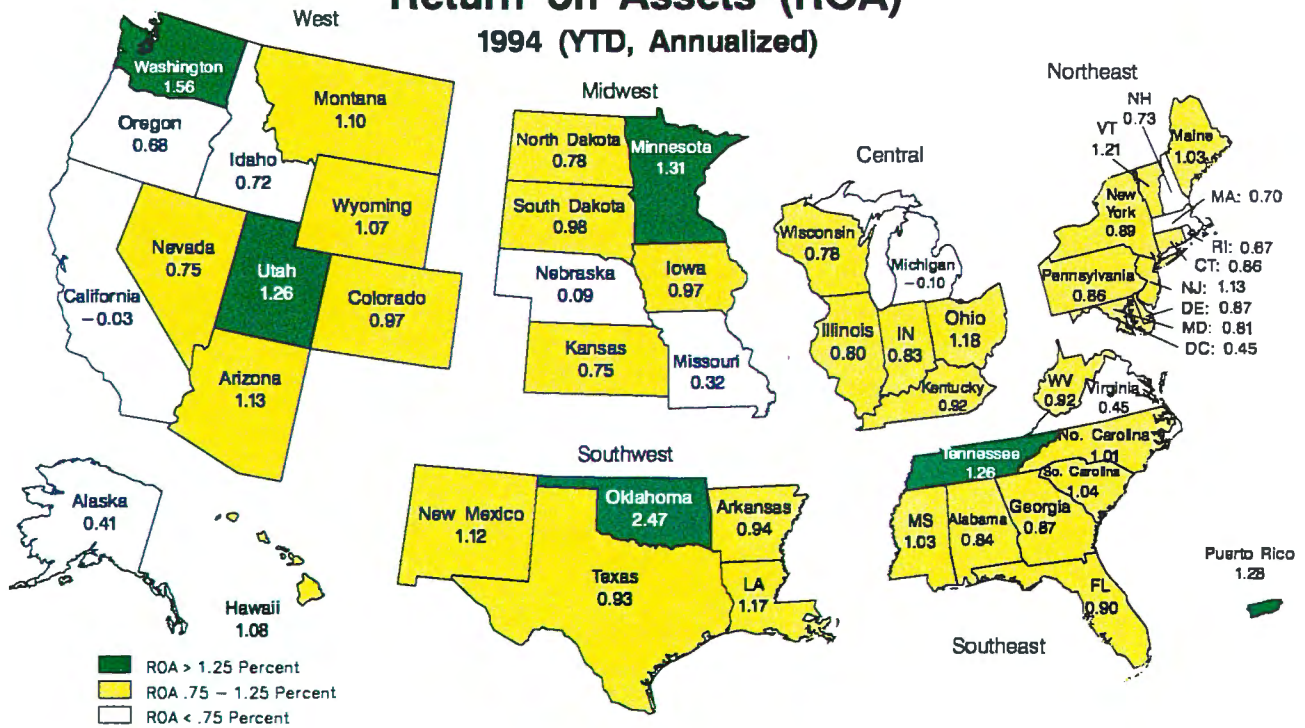 Return on Assets (ROA)
1994 (YTD, Annualized)
West
Washington
1.56
Oregon
0.68
Idaho
0.72
Montana
1.10
Wyoming
1.07
Nevada
0.75
Utah
1.26
Colorado
0.97
California
-0.03
Arizona
1.13
Alaska
0.41
Hawaii
1.08
Midwest
North Dakota
0.78
Minnesota
1.31
South Dakota
0.98
Nebraska
0.09
Iowa
0.97
Kansas
0.75
Missouri
0.32
Central
Wisconsin
0.78
Michigan
-0.10
Illinois
0.80
IN
0.83
Ohio
1.18
Kentucky
0.92
Northeast
NH
0.73
VT
1.21
Maine
1.03
New
York
0.89
MA: 0.70
RI: 0.67
CT: 0.86
Pennsylvania
0.86
NJ: 1.13
DE: 0.87
MD: 0.81
DC: 0.45
Southwest
New Mexico
1.12
Oklahoma
2.47
Arkansas
0.94
Texas
0.93
LA
1.17
WV
0.92
Virginia
0.45
Tennessee
1.26
No. Carolina
1.01
So. Carolina
1.04
MS
1.03
Alabama
0.84
Georgia
0.87
FL
0.90
Southeast
Puerto Rico
1.28
ROA > 1.25 Percent
ROA .75 - 1.25 Percent
ROA < .75 Percent